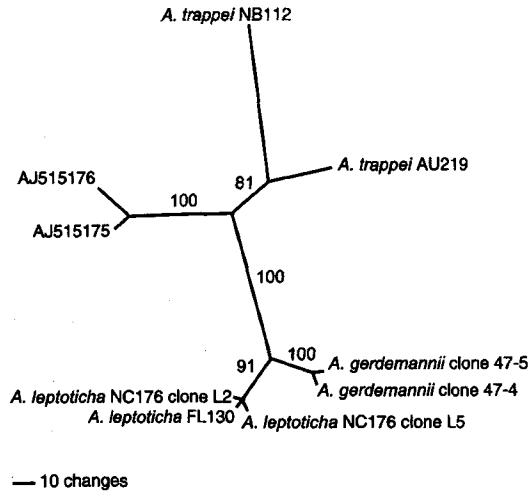 A. trappei NB112
A. trappei AU219
81
AJ515176
100
AJ515175
100
91
100
A. gerdemannii clone 47-5
A. gerdemannii clone 47-4
A. leptoticha NC176 clone L2
A. leptoticha FL130
A. leptoticha NC176 clone L5
10 changes